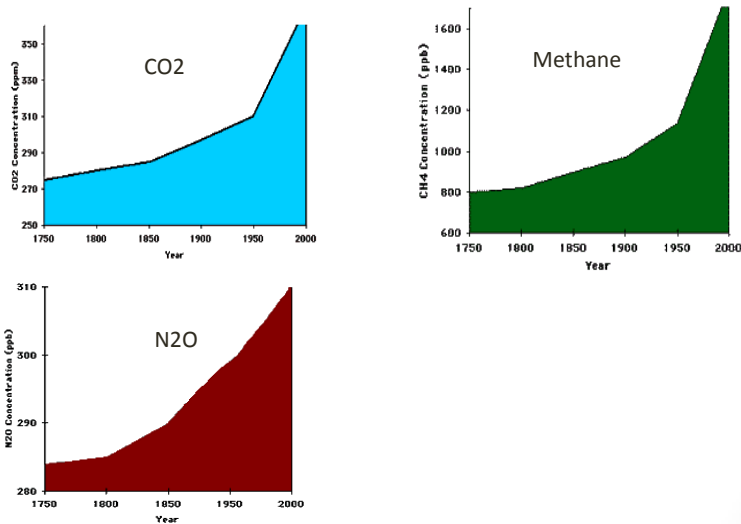 CO2
CO2 Concentration (ppm)
350
330
310
290
270
250
1750 1800 1850 1900 1950 2000
Year
Methane
CH4 Concentration (ppb)
1600
1400
1200
1000
800
600
1750 1800 1850 1900 1950 2000
Year
N2O
N2O Concentration (ppb)
310
300
290
280
1750 1800 1850 1950 2000
Year